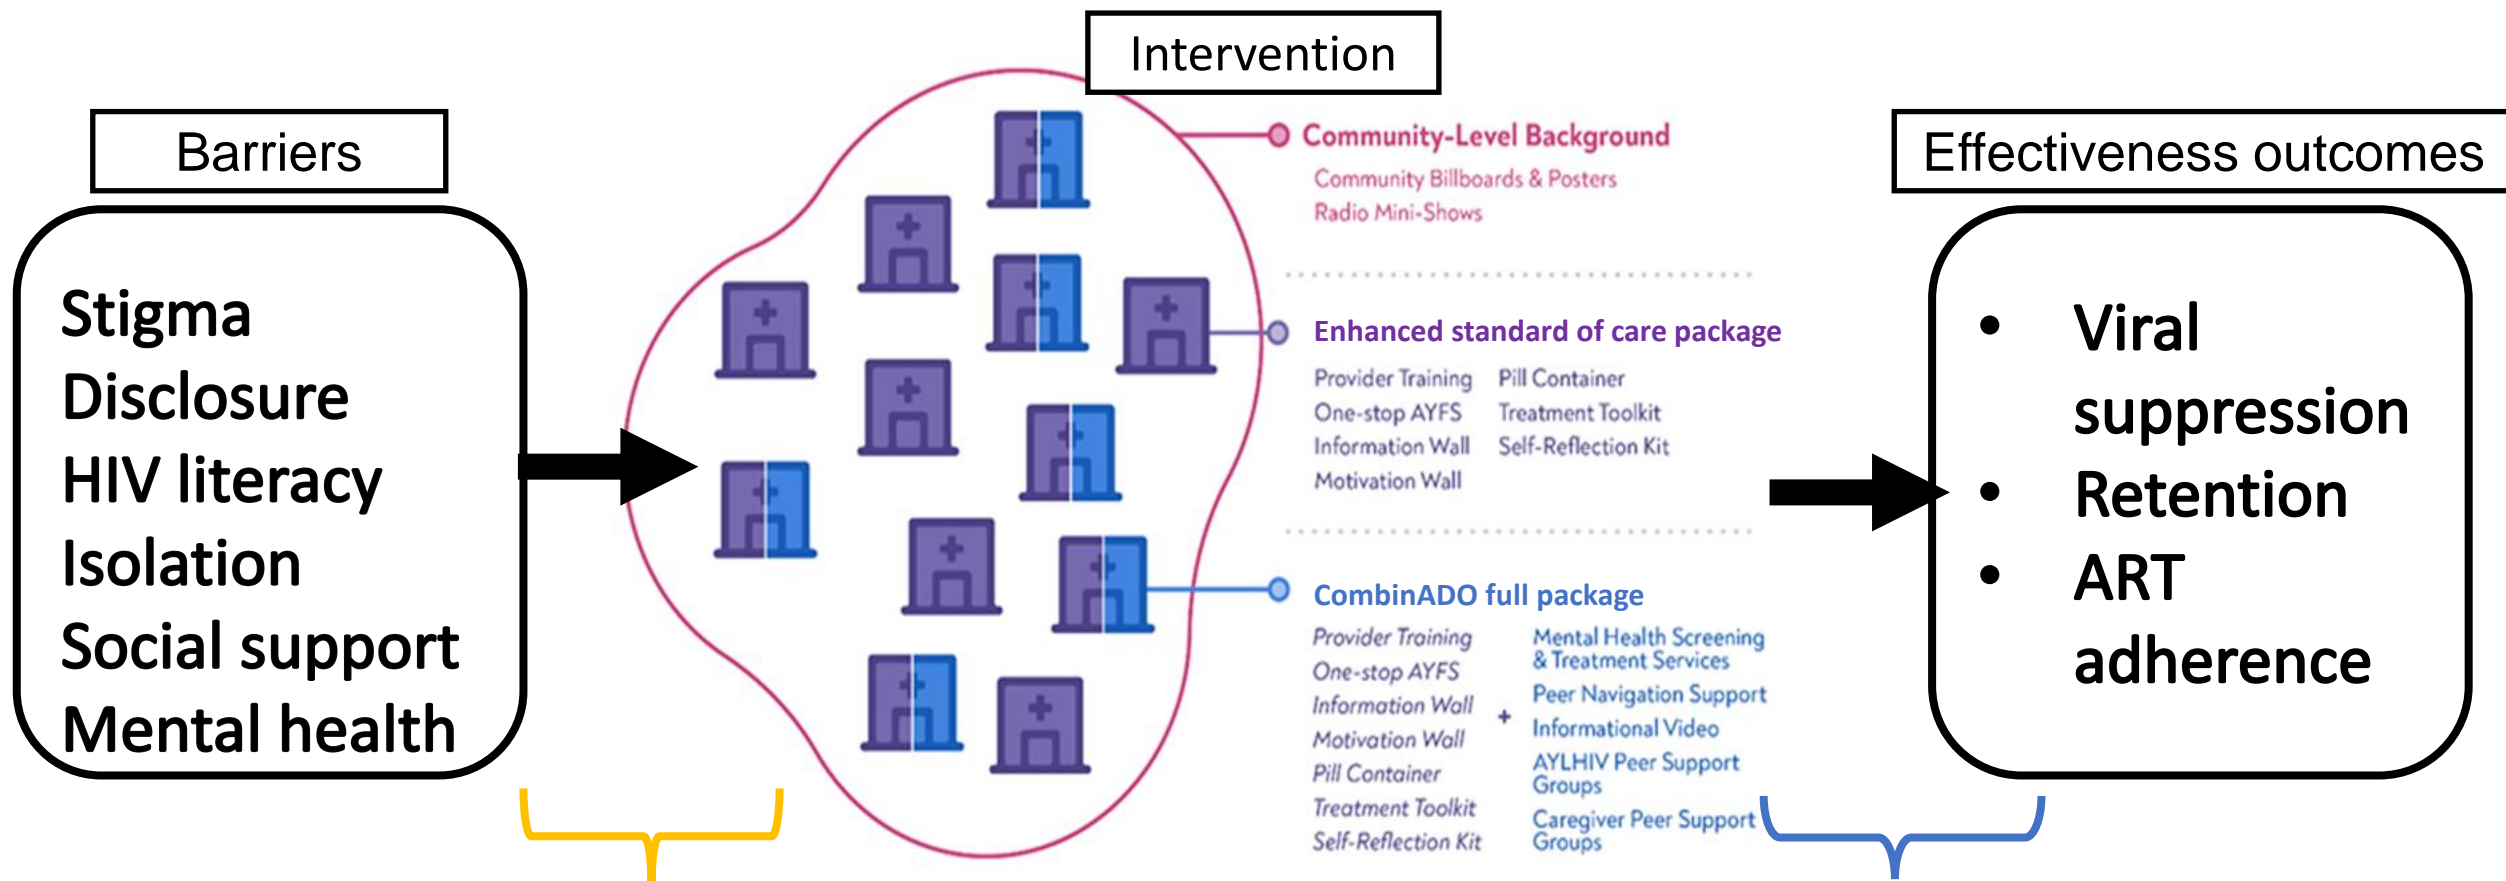 Intervention
Barriers
Stigma
Disclosure
HIV literacy
Isolation
Social support
Mental health
Community-Level Background
Community Billboards & Posters
Radio Mini-Shows
Enhanced standard of care package
Provider Training
One-stop AYFS
Information Wall
Motivation Wall
Pill Container
Treatment Toolkit
Self-Reflection Kit
CombinADO full package
Provider Training
One-stop AYFS
Information Wall
Motivation Wall
Pill Container
Treatment Toolkit
Self-Reflection Kit
+
Mental Health Screening
& Treatment Services
Peer Navigation Support
Informational Video
AYLHIV Peer Support
Groups
Caregiver Peer Support
Groups
Effectiveness outcomes
• Viral
suppression
• Retention
• ART
adherence